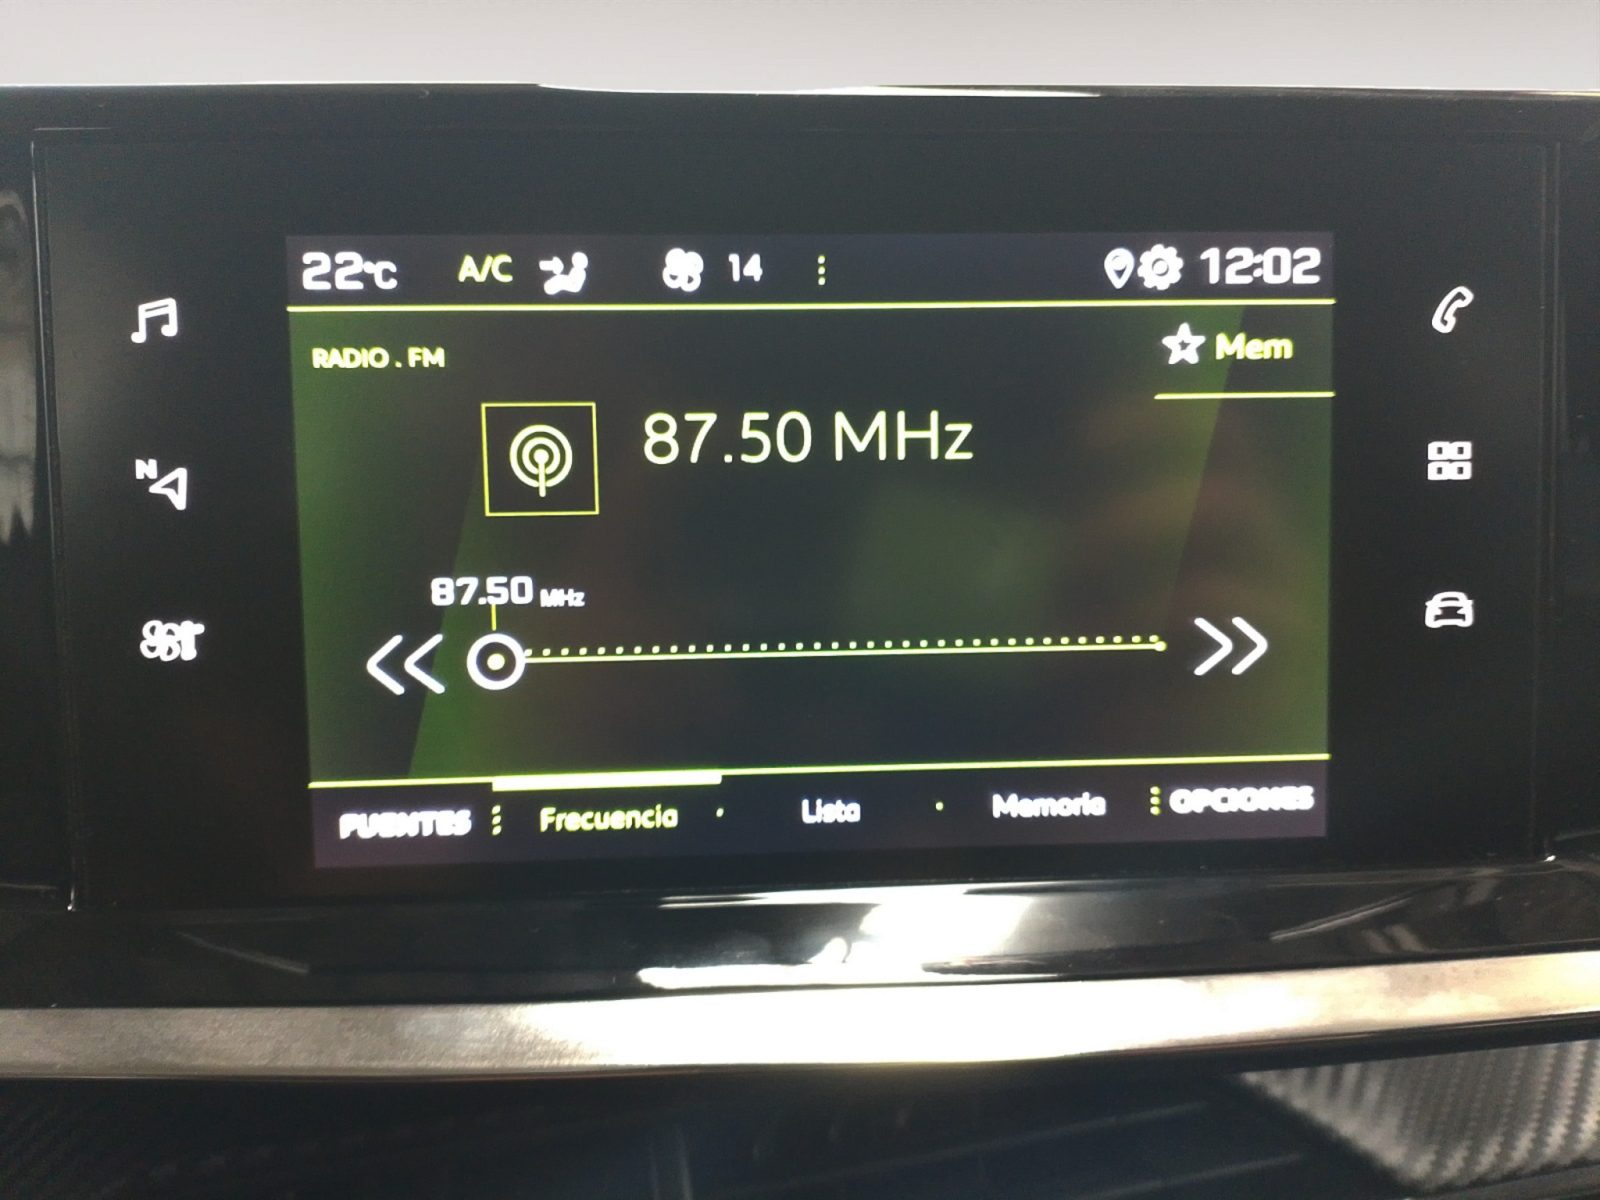 22°C A/C 14 12:02
RADIO . FM
Mem
87.50 MHz
87.50 MHz
N
FUENTES Frecuencia Lista Memoria OPCIONES